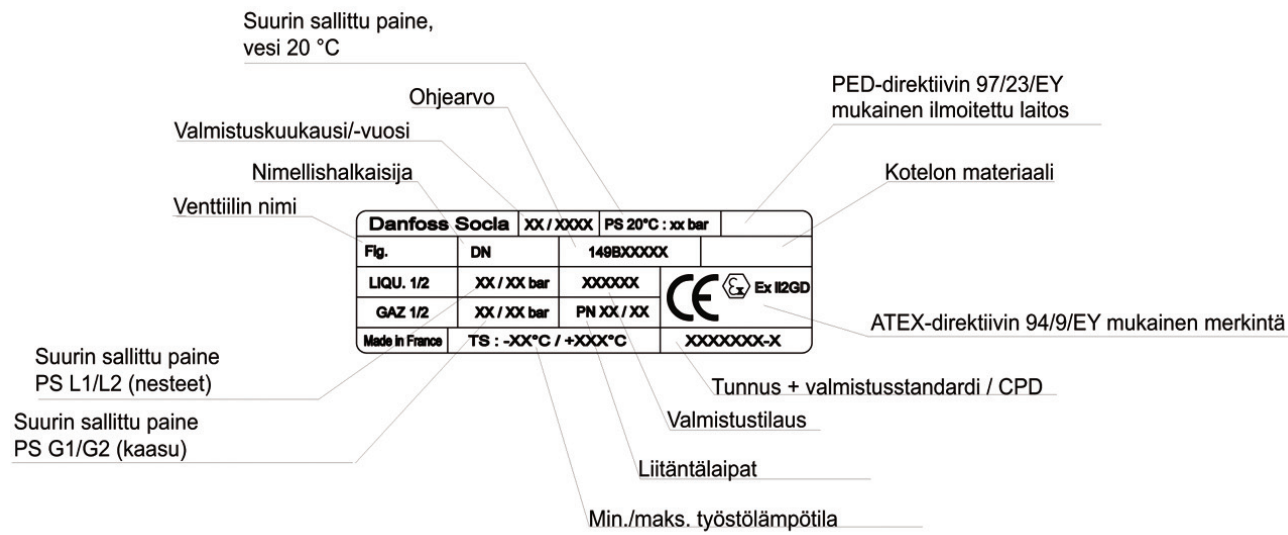 Suurin sallittu paine,
vesi 20 °C
PED-direktiivin 97/23/EY
mukainen ilmoitettu laitos
Ohjearvo
Valmistuskuukausi/-vuosi
Nimellishalkaisija
Kotelon materiaali
Venttiilin nimi
Danfoss Socla XX / XXXX PS 20°C : xx bar
Fig. DN 149BXXXXX
LIQU. 1/2 XX / XX bar XXXXXX CE Ex Ex II2GD
GAZ 1/2 XX / XX bar PN XX / XX
Made in France TS : -XX°C / +XXX°C XXXXXXX-X
ATEX-direktiivin 94/9/EY mukainen merkintä
Suurin sallittu paine
PS L1/L2 (nesteet)
Tunnus + valmistusstandardi / CPD
Suurin sallittu paine
PS G1/G2 (kaasu)
Valmistustilaus
Liitäntälaipat
Min./maks. työstölämpötila